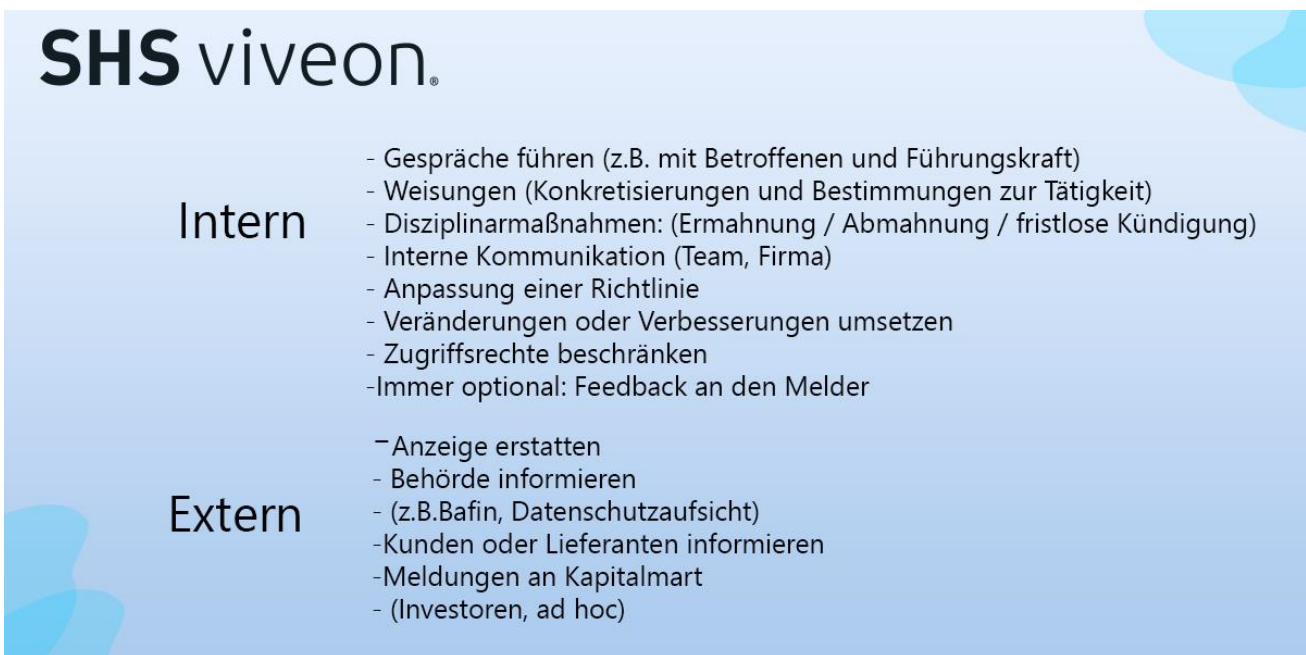 SHS viveon®
Intern
- Gespräche führen (z.B. mit Betroffenen und Führungskraft)
- Weisungen (Konkretisierungen und Bestimmungen zur Tätigkeit)
- Disziplinarmaßnahmen: (Ermahnung / Abmahnung / fristlose Kündigung)
- Interne Kommunikation (Team, Firma)
- Anpassung einer Richtlinie
- Veränderungen oder Verbesserungen umsetzen
- Zugriffsrechte beschränken
-Immer optional: Feedback an den Melder
Extern
-Anzeige erstatten
- Behörde informieren
- (z.B.Bafin, Datenschutzaufsicht)
-Kunden oder Lieferanten informieren
-Meldungen an Kapitalmart
- (Investoren, ad hoc)